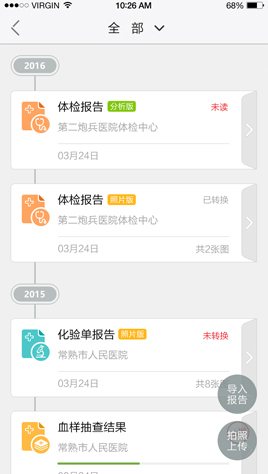 VIRGIN 10:26 AM 68%
全 部
2016
体检报告 分析版 未读
第二炮兵医院体检中心
03月24日
体检报告 照片版 已转换
第二炮兵医院体检中心
03月24日 共2张图
2015
化验单报告 照片版 未转换
常熟市人民医院
03月24日 共8张
导入
报告
血样抽查结果
常熟市人民医院
拍照
上传